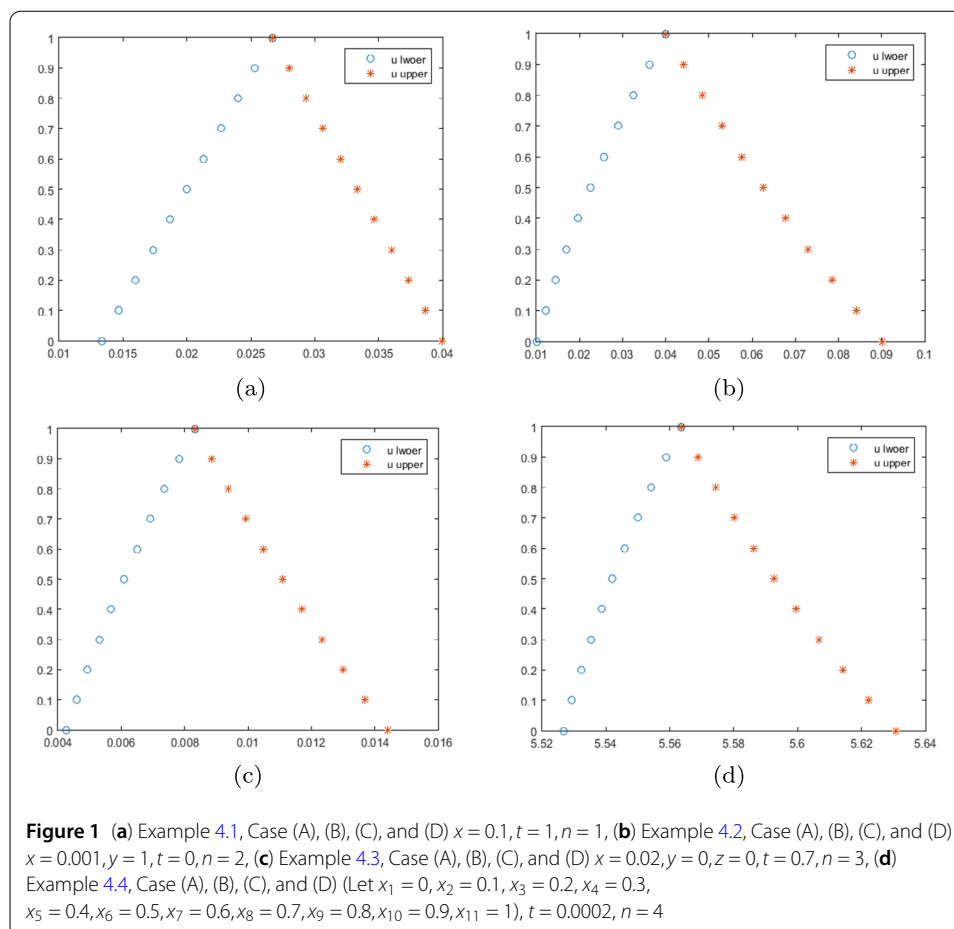 1
0.9
0.8
0.7
0.6
0.5
0.4
0.3
0.2
0.1
0
0.01 0.015 0.02 0.025 0.03 0.035 0.04
u lwoer
u upper
(a)
1
0.9
0.8
0.7
0.6
0.5
0.4
0.3
0.2
0.1
0
0.01 0.02 0.03 0.04 0.05 0.06 0.07 0.08 0.09 0.1
u lwoer
u upper
(b)
1
0.9
0.8
0.7
0.6
0.5
0.4
0.3
0.2
0.1
0
0.004 0.006 0.008 0.01 0.012 0.014 0.016
u lwoer
u upper
(c)
1
0.9
0.8
0.7
0.6
0.5
0.4
0.3
0.2
0.1
0
5.52 5.54 5.56 5.58 5.6 5.62 5.64
u lwoer
u upper
(d)
Figure 1 (a) Example 4.1, Case (A), (B), (C), and (D) x = 0.1, t = 1, n = 1, (b) Example 4.2, Case (A), (B), (C), and (D)
x = 0.001, y = 1, t = 0, n = 2, (c) Example 4.3, Case (A), (B), (C), and (D) x = 0.02, y = 0, z = 0, t = 0.7, n = 3, (d)
Example 4.4, Case (A), (B), (C), and (D) (Let x₁ = 0, x₂ = 0.1, x₃ = 0.2, x₄ = 0.3,
x₅ = 0.4, x₆ = 0.5, x₇ = 0.6, x₈ = 0.7, x₉ = 0.8, x₁₀ = 0.9, x₁₁ = 1), t = 0.0002, n = 4